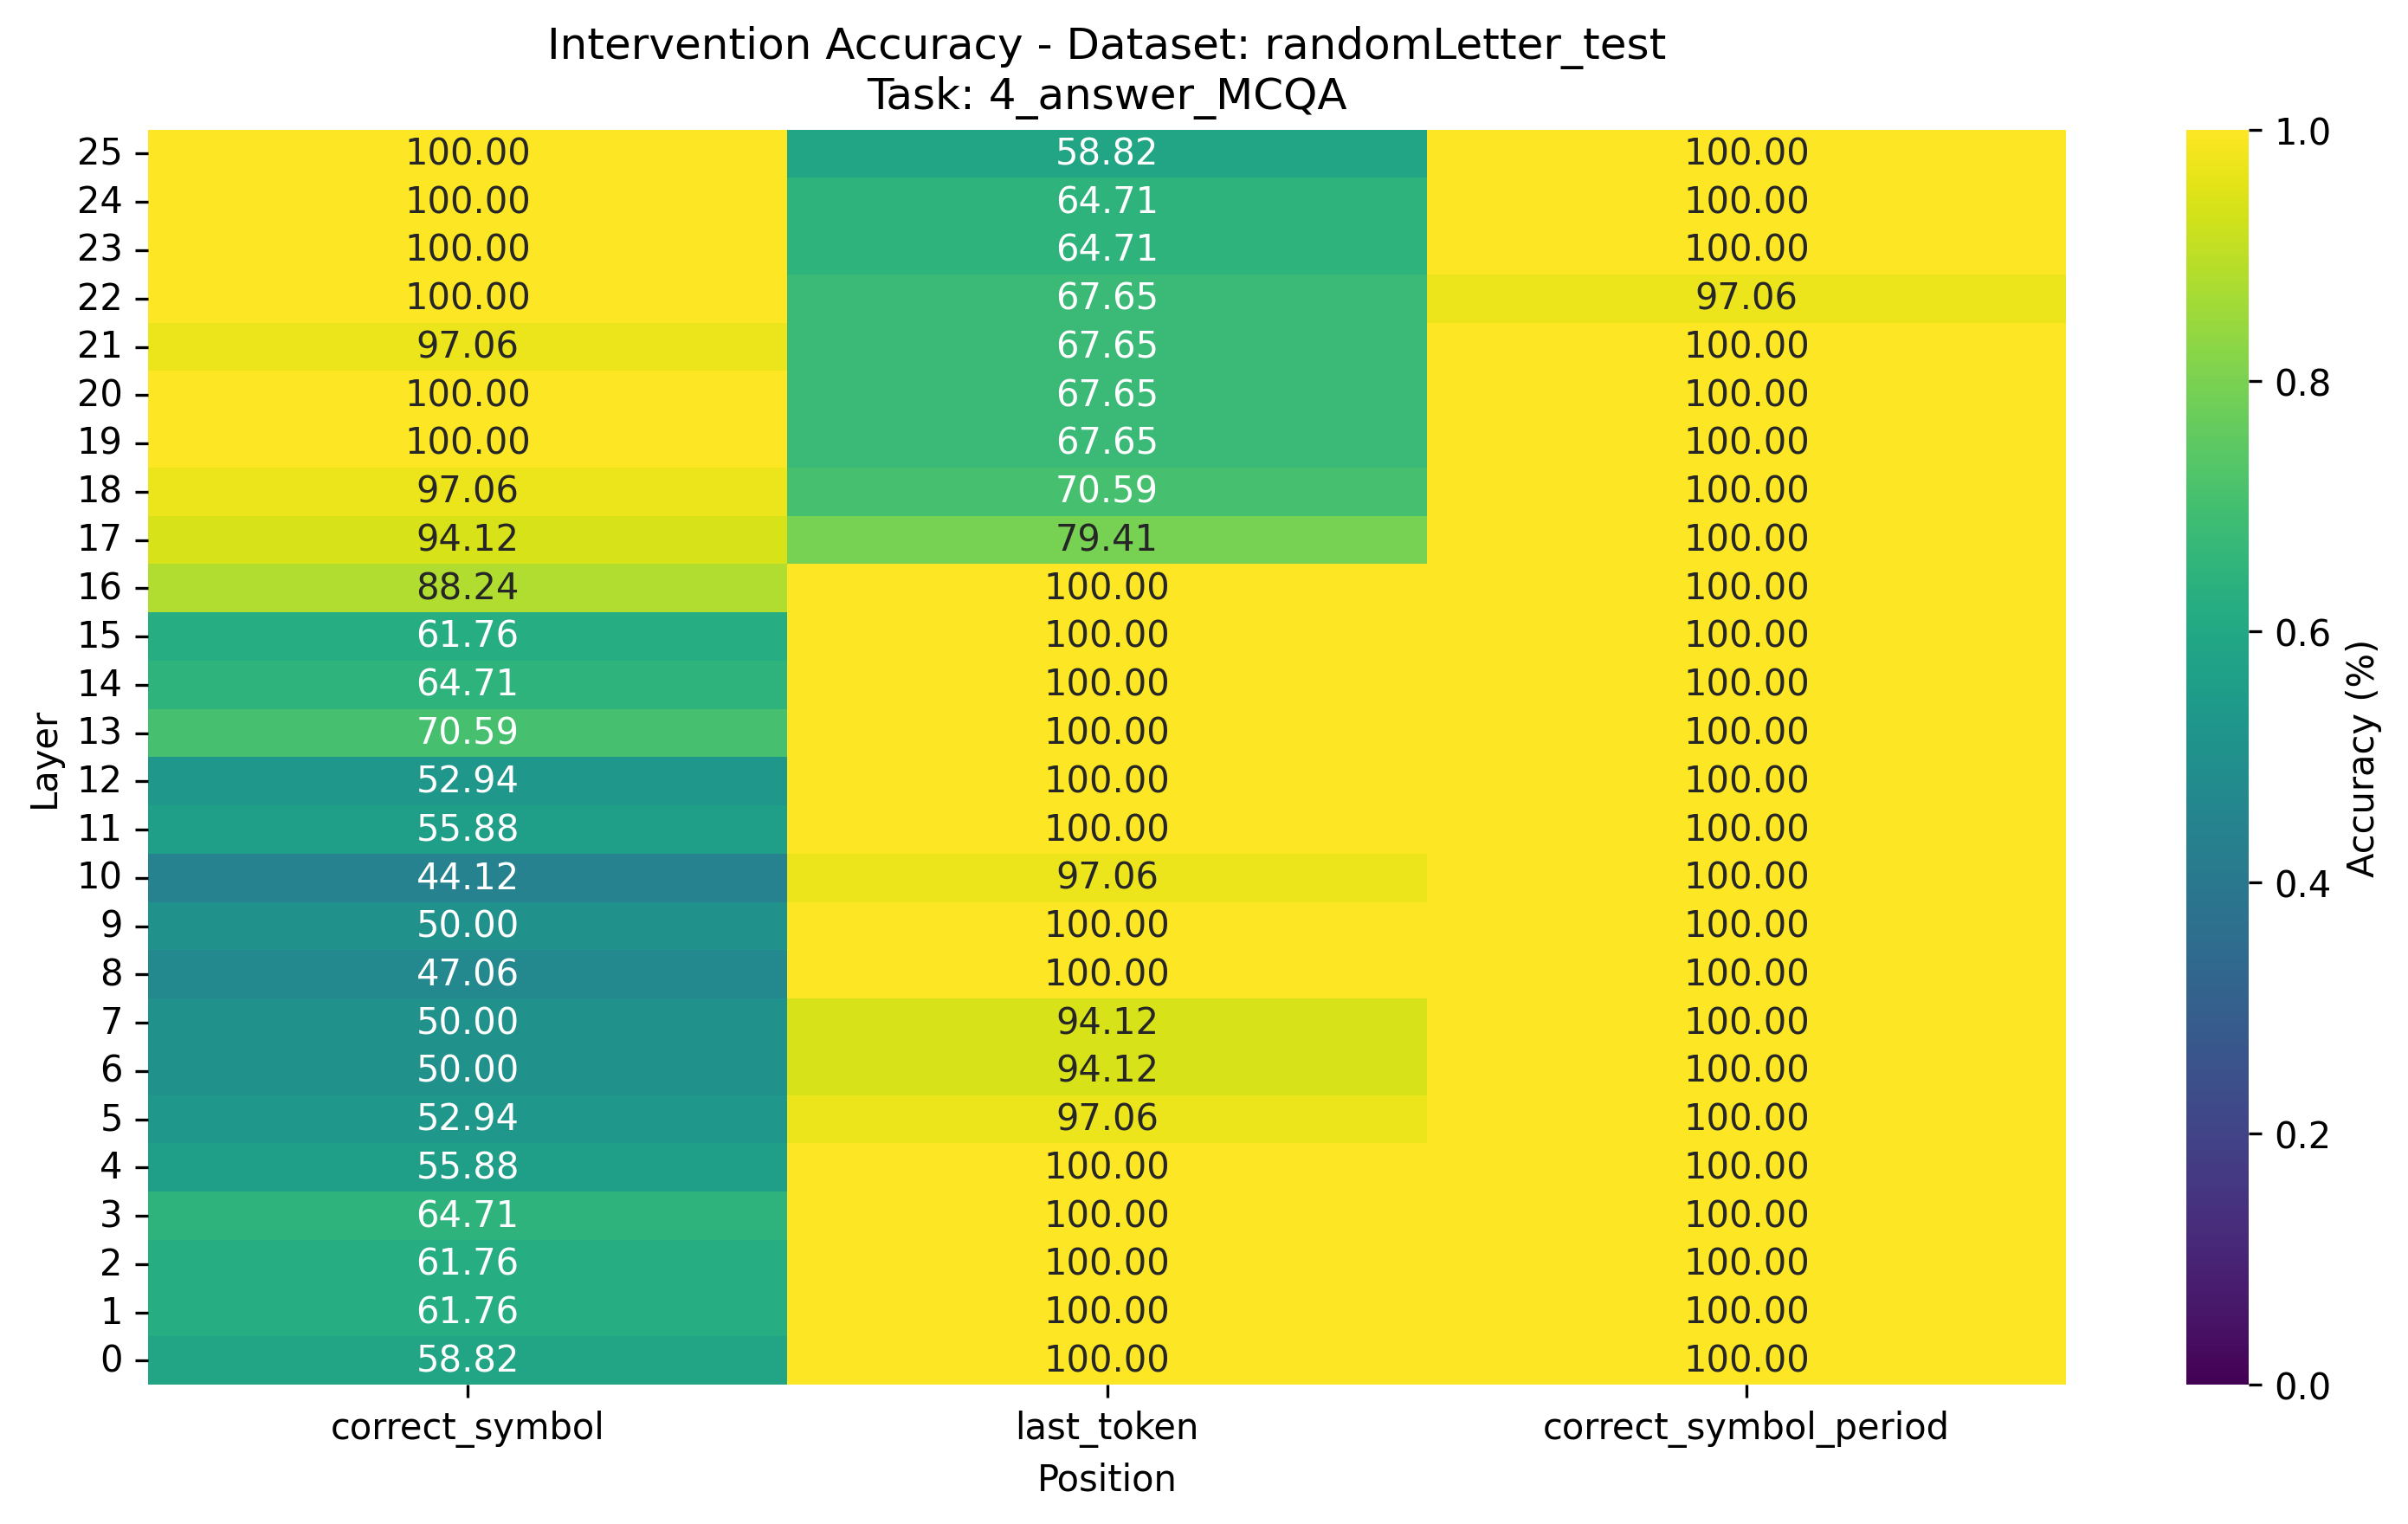 Intervention Accuracy - Dataset: randomLetter_test
Task: 4_answer_MCQA
25 100.00 58.82 100.00
24 100.00 64.71 100.00
23 100.00 64.71 100.00
22 100.00 67.65 97.06
21 97.06 67.65 100.00
20 100.00 67.65 100.00
19 100.00 67.65 100.00
18 97.06 70.59 100.00
17 94.12 79.41 100.00
16 88.24 100.00 100.00
15 61.76 100.00 100.00
14 64.71 100.00 100.00
13 70.59 100.00 100.00
12 52.94 100.00 100.00
11 55.88 100.00 100.00
10 44.12 97.06 100.00
9 50.00 100.00 100.00
8 47.06 100.00 100.00
7 50.00 94.12 100.00
6 50.00 94.12 100.00
5 52.94 97.06 100.00
4 55.88 100.00 100.00
3 64.71 100.00 100.00
2 61.76 100.00 100.00
1 61.76 100.00 100.00
0 58.82 100.00 100.00
correct_symbol last_token correct_symbol_period
Position
Layer
1.0
0.8
0.6
0.4
0.2
0.0
Accuracy (%)